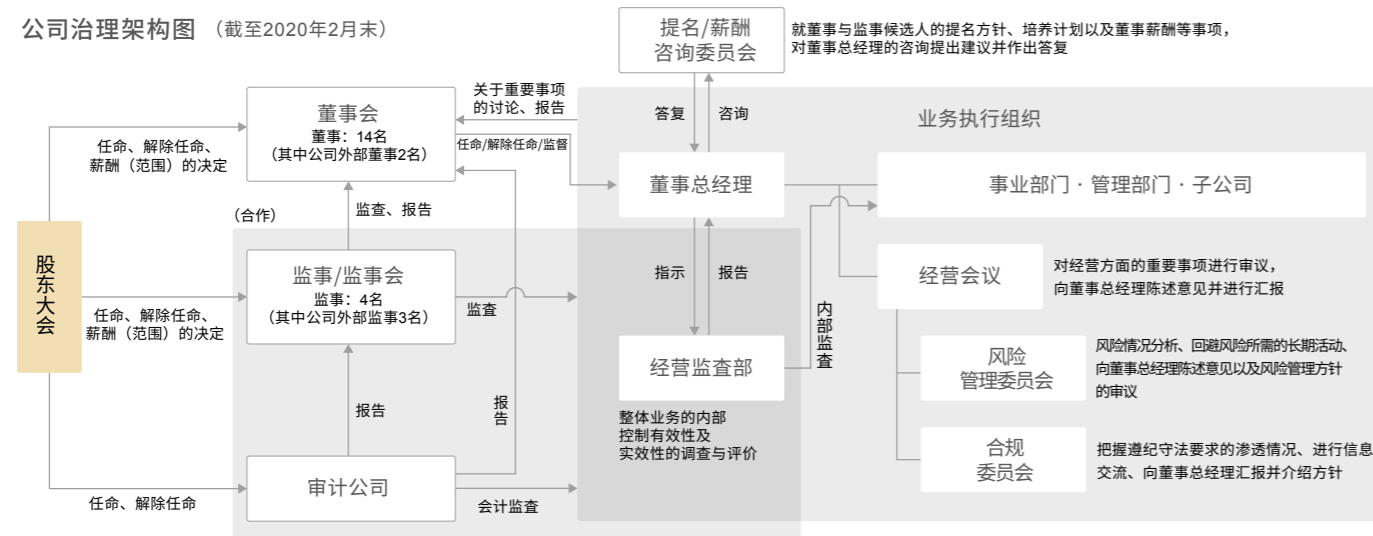 公司治理架构图 （截至2020年2月末）
提名/薪酬
咨询委员会
就董事与监事候选人的提名方针、培养计划以及董事薪酬等事项，
对董事总经理的咨询提出建议并作出答复
关于重要事项
的讨论、报告
董事会
董事：14名
（其中公司外部董事2名）
答复
咨询
业务执行组织
任命、解除任命、
薪酬（范围）的决定
任命/解除任命/监督
董事总经理
事业部门 · 管理部门 · 子公司
监查、报告
（合作）
股东大会
监事/监事会
监事：4名
（其中公司外部监事3名）
指示
报告
经营会议
对经营方面的重要事项进行审议，
向董事总经理陈述意见并进行汇报
任命、解除任命、
薪酬（范围）的决定
监查
内部监查
经营监查部
风险
管理委员会
风险情况分析、回避风险所需的长期活动、
向董事总经理陈述意见以及风险管理方针
的审议
报告
报告
整体业务的内部
控制有效性及
实效性的调查与评价
合规
委员会
把握遵纪守法要求的渗透情况、进行信息
交流、向董事总经理汇报并介绍方针
审计公司
任命、解除任命
会计监查